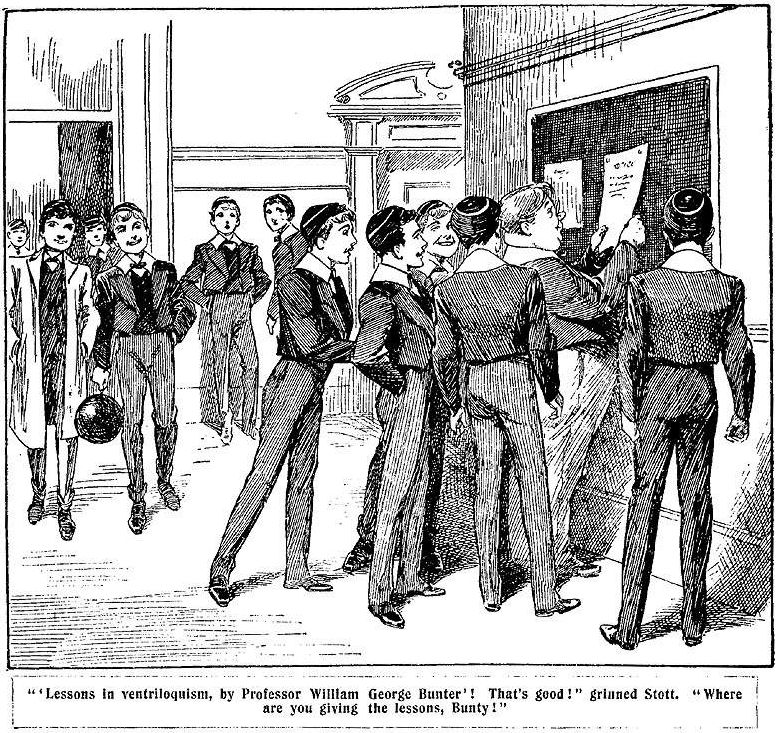 "'Lessons in ventriloquism, by Professor William George Bunter'! That's good!" grinned Stott. "Where
are you giving the lessons, Bunty!"